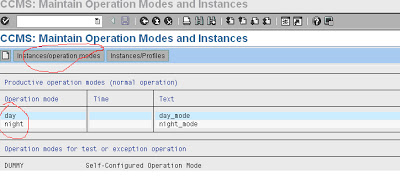 CCMS: Maintain Operation Modes and Instances
CCMS: Maintain Operation Modes and Instances
Instances/operation modes Instances/Profiles
Productive operation modes (normal operation)
Operation mode Time Text
day day_mode
night night_mode
Operation modes for test or exception operation
DUMMY Self-Configured Operation Mode